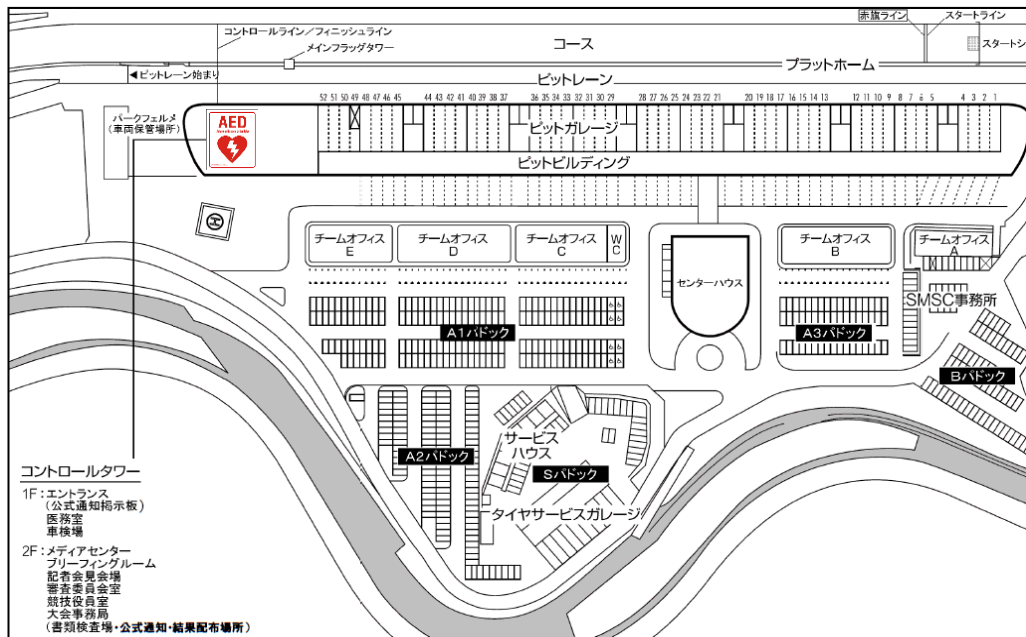 赤旗ライン
スタートライン
コントロールライン／フィニッシュライン
コース
スタートシ
メインフラッグタワー
プラットホーム
◀ピットレーン始まり
ピットレーン
52 51 50 49 48 47 46 45 44 43 42 41 40 39 38 37 36 35 34 33 32 31 30 29 28 27 26 25 24 23 22 21 20 19 18 17 16 15 14 13 12 11 10 9 8 7 6 5 4 3 2 1
パークフェルメ
（車両保管場所）
AED
ピットガレージ
ピットビルディング
H
チームオフィス
E
チームオフィス
D
チームオフィス
C
WC
センターハウス
チームオフィス
B
チームオフィス
A
SMSC事務所
A1パドック
A3パドック
Bパドック
A2パドック
サービス
ハウス
Sパドック
タイヤサービスガレージ
コントロールタワー
1F：エントランス
（公式通知掲示板）
医務室
車検場
2F：メディアセンター
ブリーフィングルーム
記者会見会場
審査委員会室
競技役員室
大会事務局
（書類検査場・公式通知・結果配布場所）